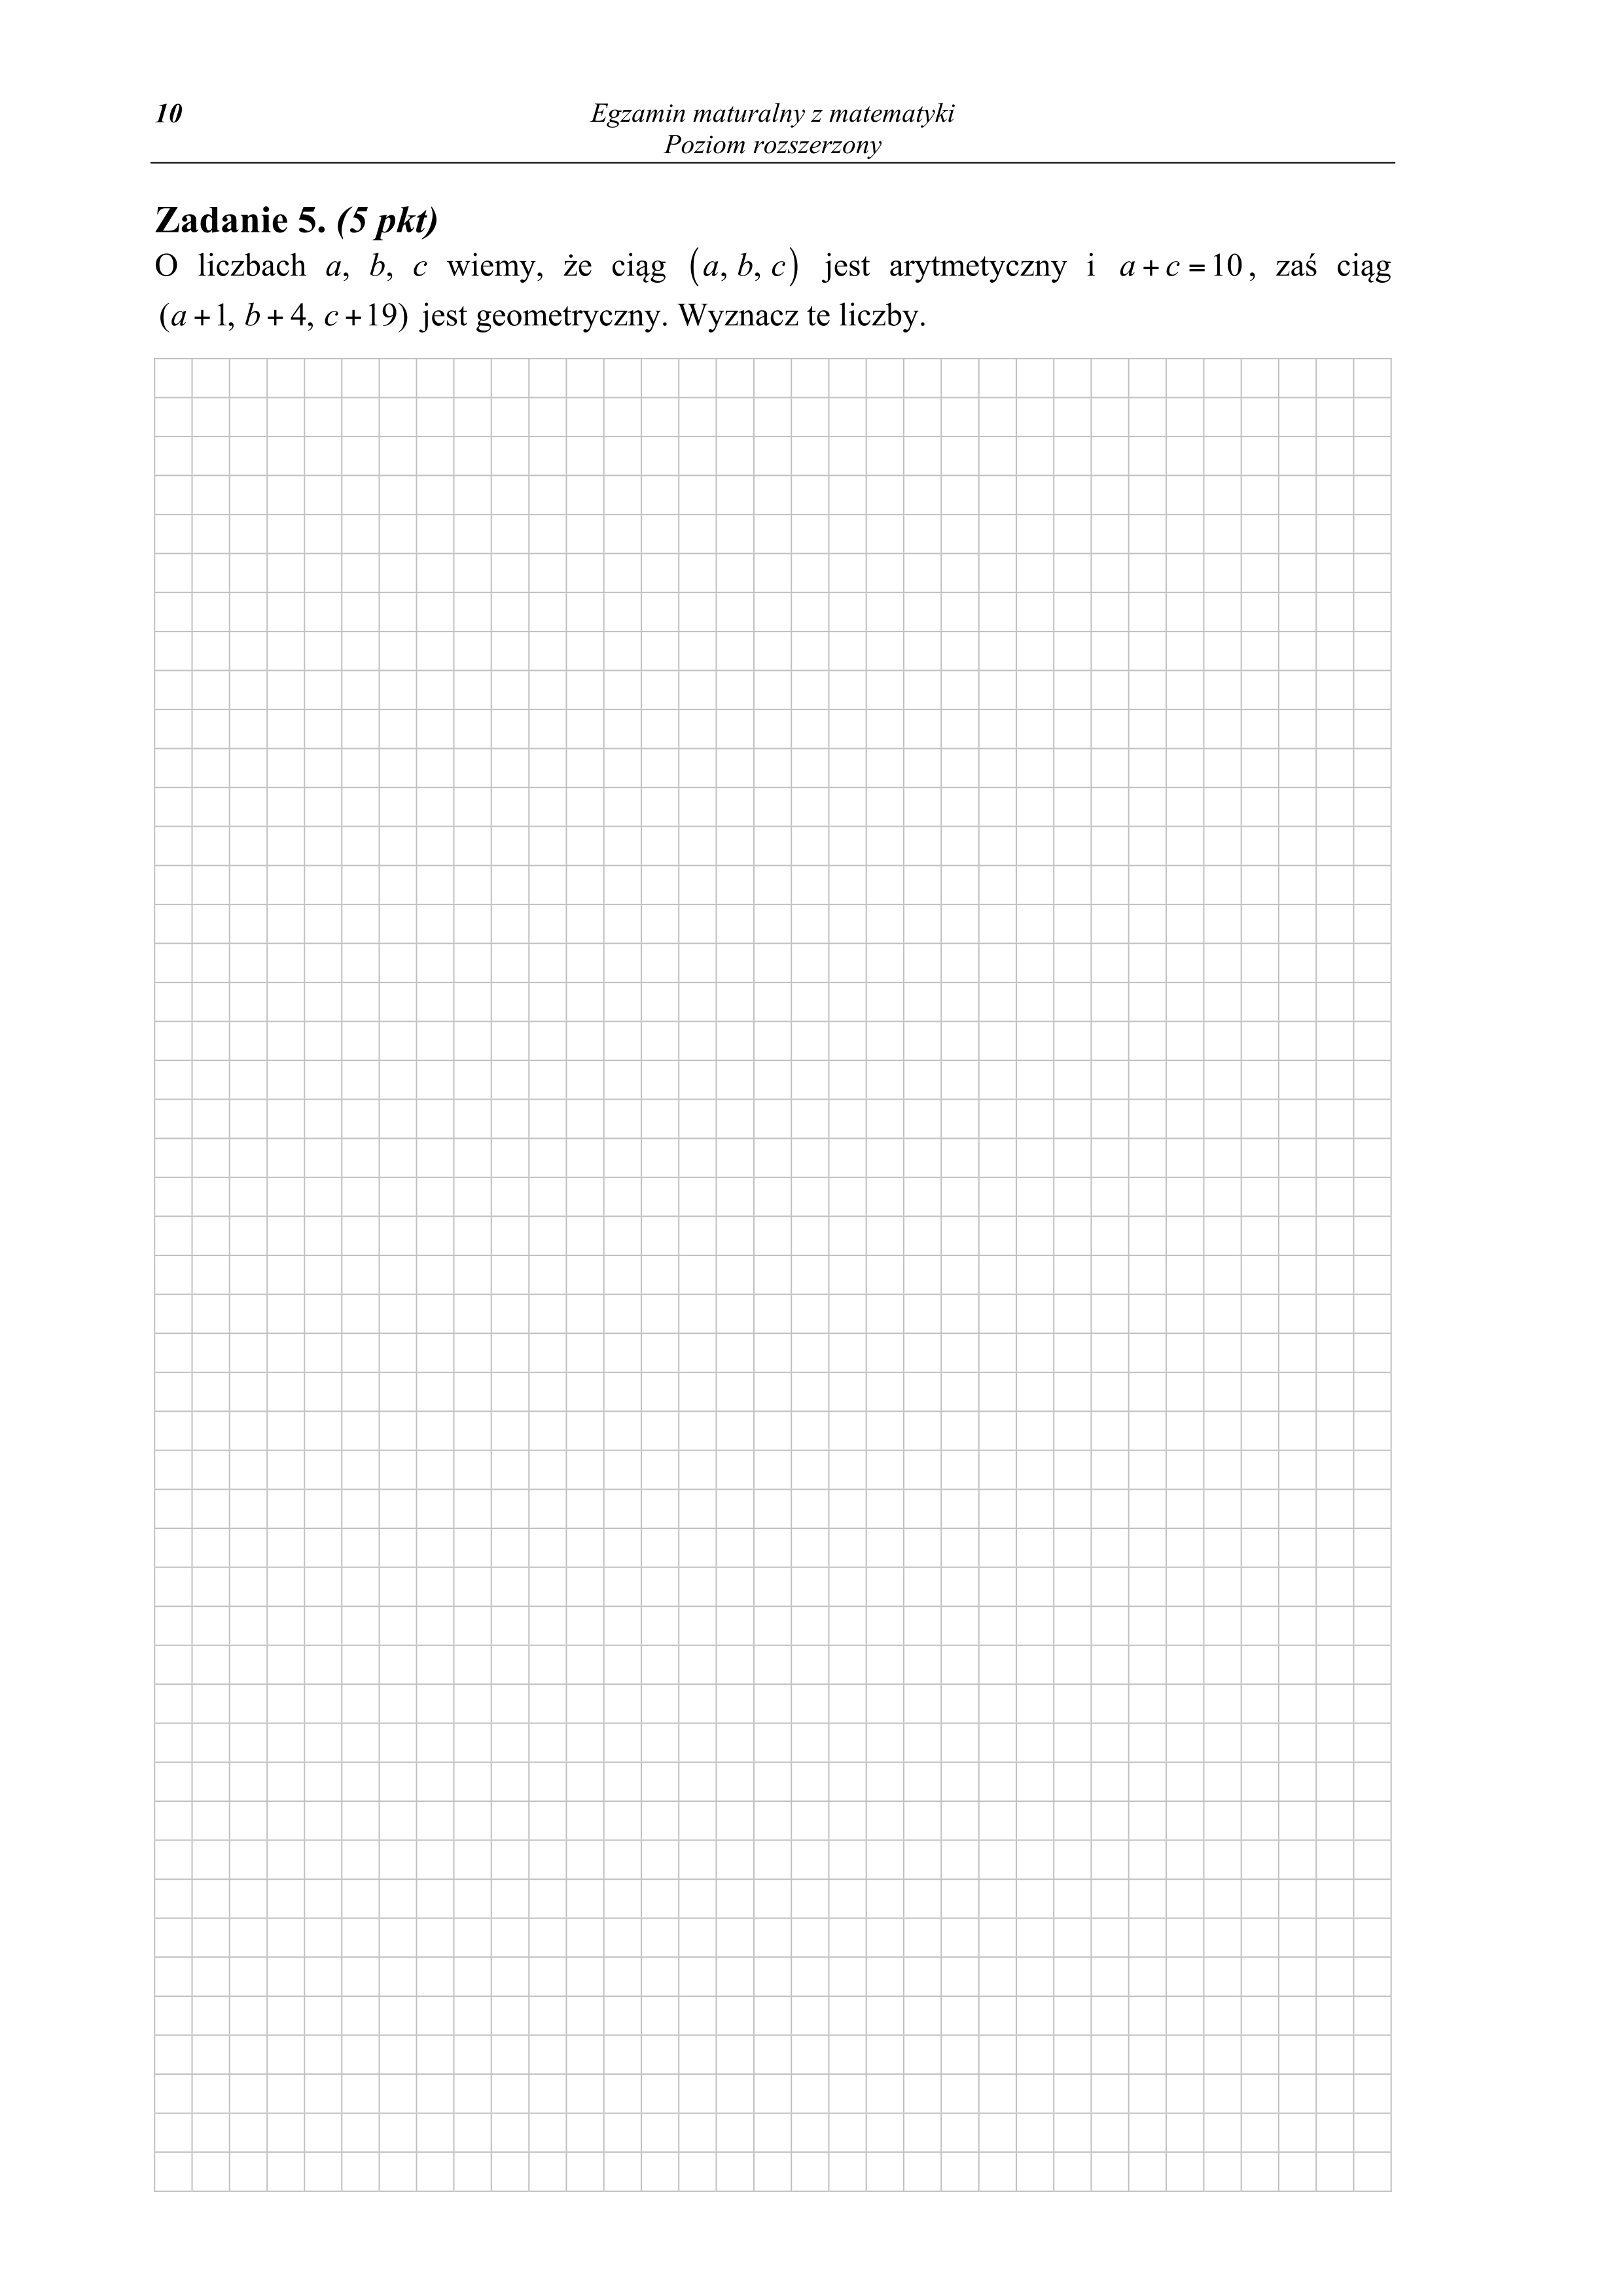 10
Egzamin maturalny z matematyki
Poziom rozszerzony
Zadanie 5. (5 pkt)
O liczbach a, b, c wiemy, że ciąg (a, b, c) jest arytmetyczny i a + c = 10, zaś ciąg
(a + 1, b + 4, c + 19) jest geometryczny. Wyznacz te liczby.